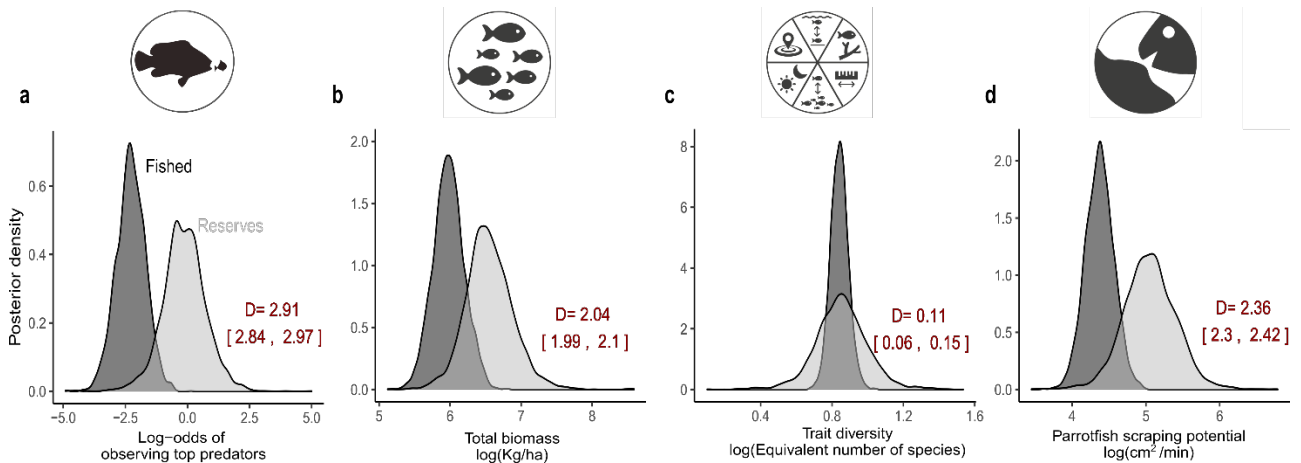 a
b
c
d
Posterior density
0.6
0.4
0.2
0.0
Fished
Reserves
D= 2.91
[ 2.84 , 2.97 ]
−5.0 −2.5 0.0 2.5 5.0
Log−odds of
observing top predators
2.0
1.5
1.0
0.5
0.0
D= 2.04
[ 1.99 , 2.1 ]
5 6 7 8
Total biomass
log(Kg/ha)
8
6
4
2
0
D= 0.11
[ 0.06 , 0.15 ]
0.4 0.8 1.2 1.6
Trait diversity
log(Equivalent number of species)
2.0
1.5
1.0
0.5
0.0
D= 2.36
[ 2.3 , 2.42 ]
4 5 6
Parrotfish scraping potential
log(cm²/min)